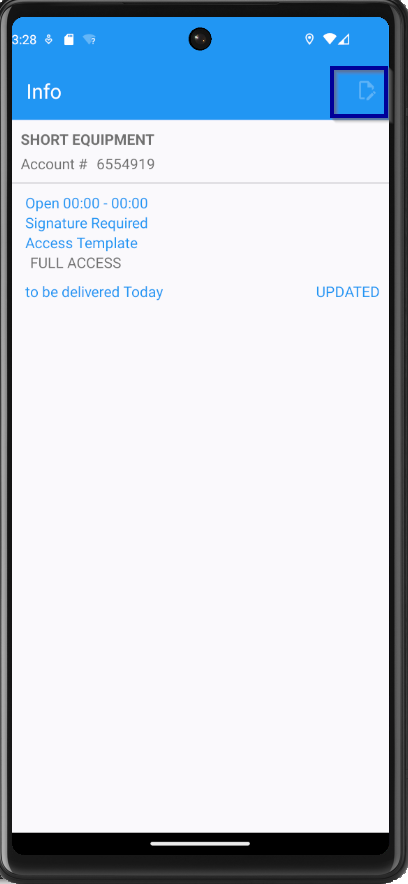 3:28
Info
SHORT EQUIPMENT
Account # 6554919
Open 00:00 - 00:00
Signature Required
Access Template
FULL ACCESS
to be delivered Today UPDATED